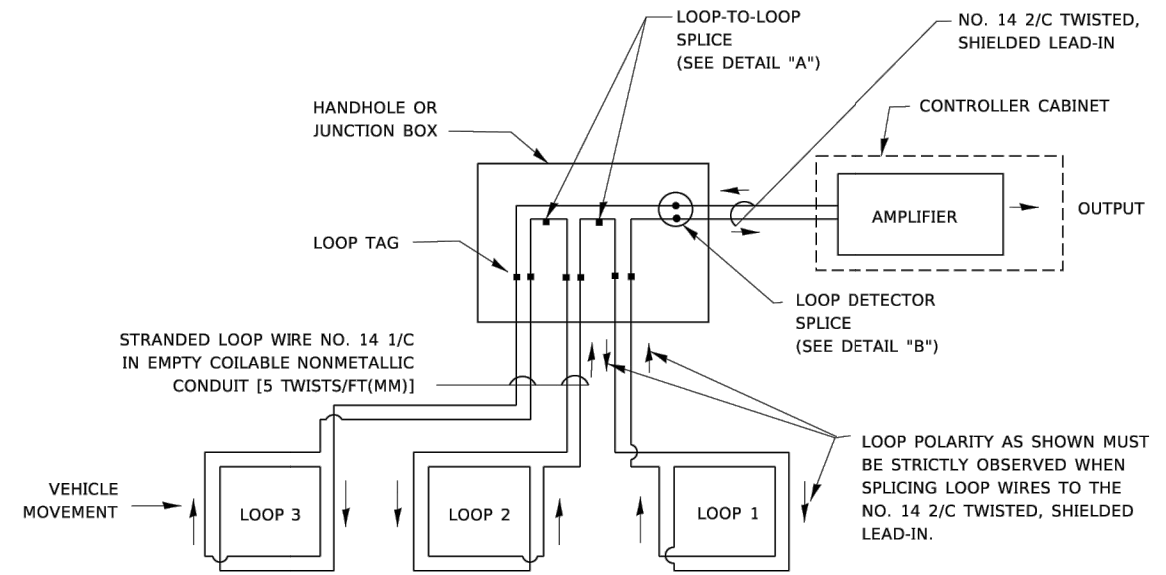 LOOP-TO-LOOP
SPLICE
(SEE DETAIL "A")
NO. 14 2/C TWISTED,
SHIELDED LEAD-IN
HANDHOLE OR
JUNCTION BOX
CONTROLLER CABINET
AMPLIFIER
OUTPUT
LOOP TAG
LOOP DETECTOR
SPLICE
(SEE DETAIL "B")
STRANDED LOOP WIRE NO. 14 1/C
IN EMPTY COILABLE NONMETALLIC
CONDUIT [5 TWISTS/FT(MM)]
LOOP POLARITY AS SHOWN MUST
BE STRICTLY OBSERVED WHEN
SPLICING LOOP WIRES TO THE
NO. 14 2/C TWISTED, SHIELDED
LEAD-IN.
VEHICLE
MOVEMENT
LOOP 3
LOOP 2
LOOP 1